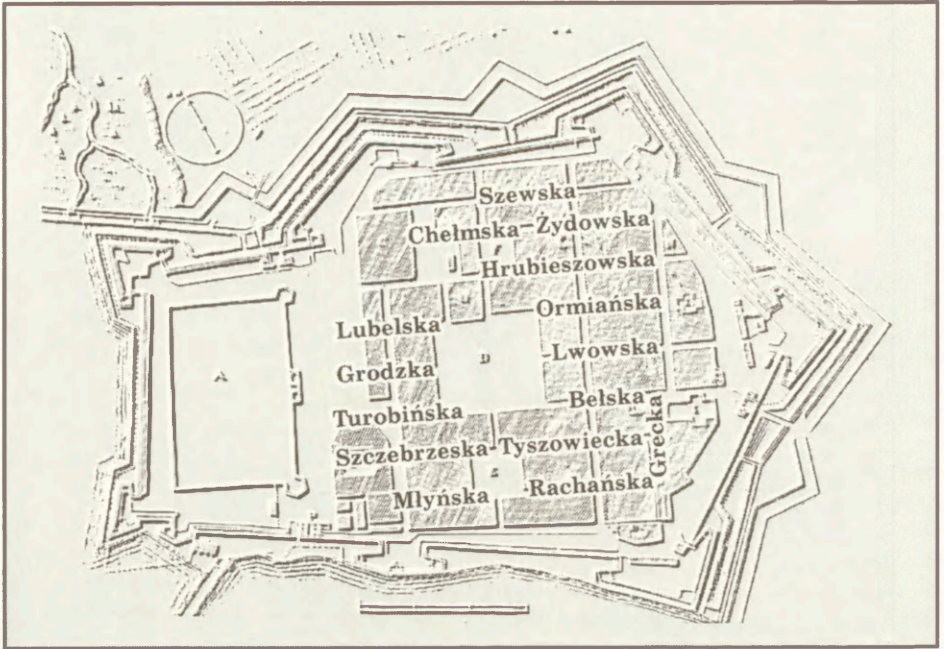 Szewska
Chełmska-Żydowska
Hrubieszowska
Ormiańska
Lubelska
Lwowska
Grodzka
A
D
Bełska
Turobińska
Grecka
Szczebrzeska-Tyszowiecka
Młyńska
Rachańska